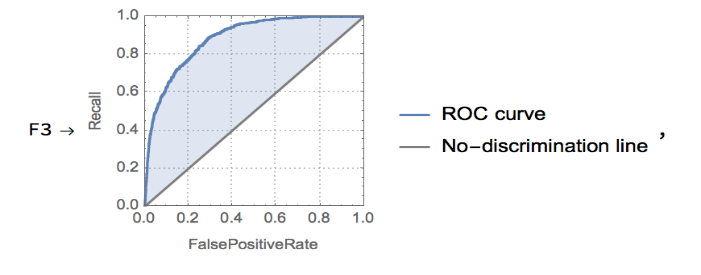 1.0
0.8
0.6
F3 → Recall 0.4
0.2
0.0
0.0 0.2 0.4 0.6 0.8 1.0
FalsePositiveRate
ROC curve
No-discrimination line ,